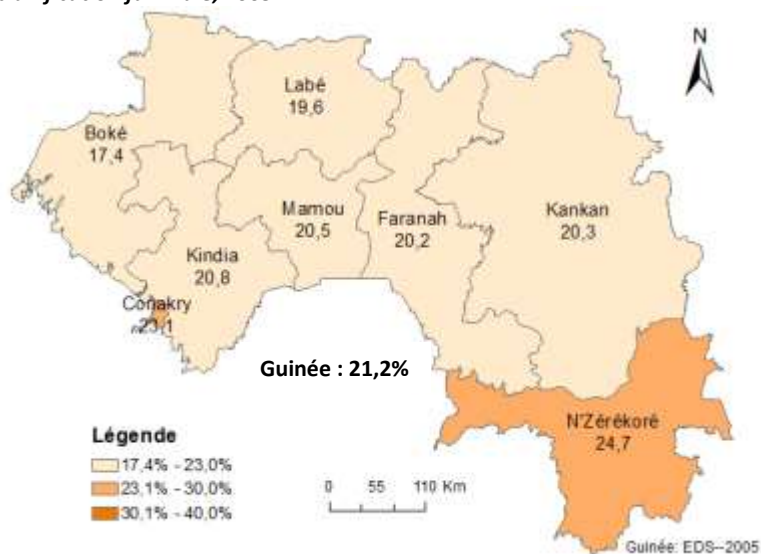 N
Labé
19,6
Boké
17,4
Mamou
20,5
Faranah
20,2
Kankan
20,3
Kindia
20,8
Conakry
23,1
Guinée : 21,2%
N'Zérékoré
24,7
Légende
17,4% - 23,0%
23,1% - 30,0%
30,1% - 40,0%
0 55 110 Km
Guinée: EDS--2005